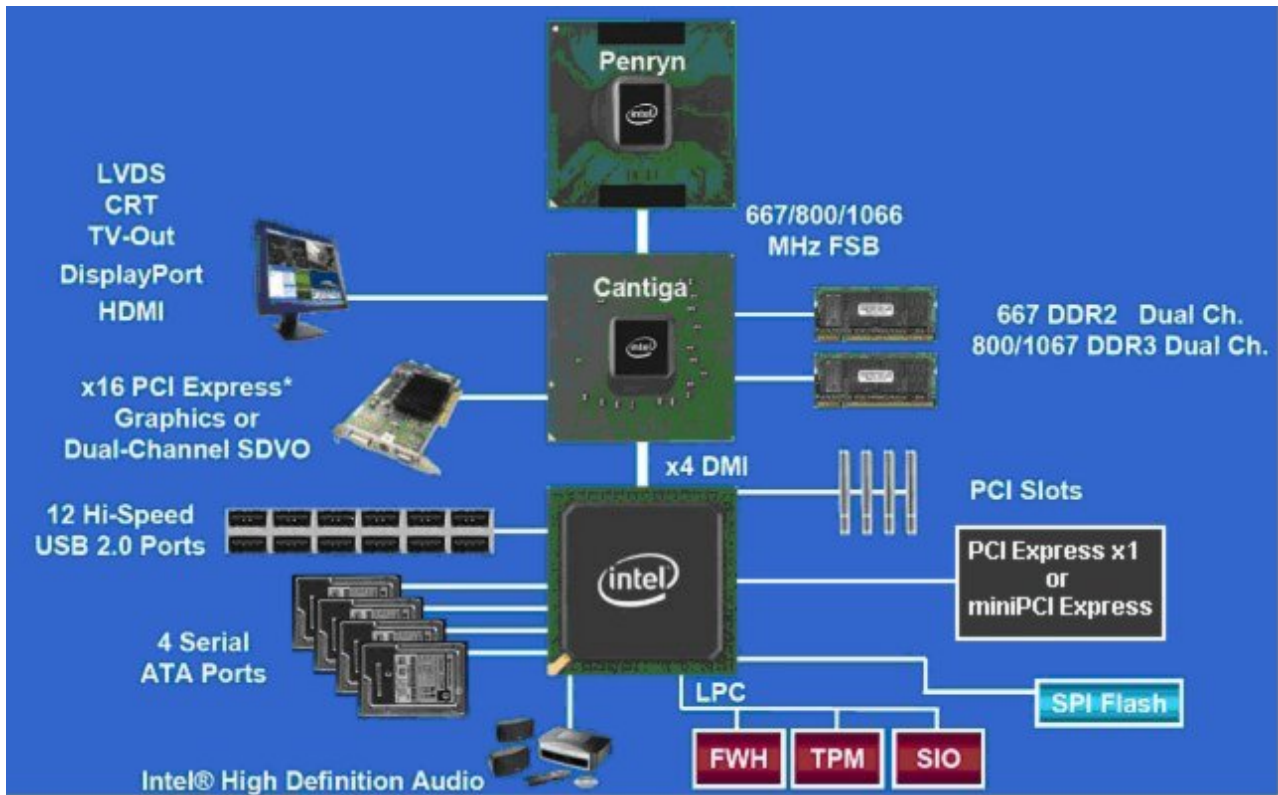 Penryn
intel
LVDS
CRT
TV-Out
DisplayPort
HDMI
667/800/1066
MHz FSB
Cantiga
intel
667 DDR2 Dual Ch.
800/1067 DDR3 Dual Ch.
x16 PCI Express*
Graphics or
Dual-Channel SDVO
x4 DMI
PCI Slots
12 Hi-Speed
USB 2.0 Ports
intel
PCI Express x1
or
miniPCI Express
4 Serial
ATA Ports
LPC
SPI Flash
FWH
TPM
SIO
Intel® High Definition Audio